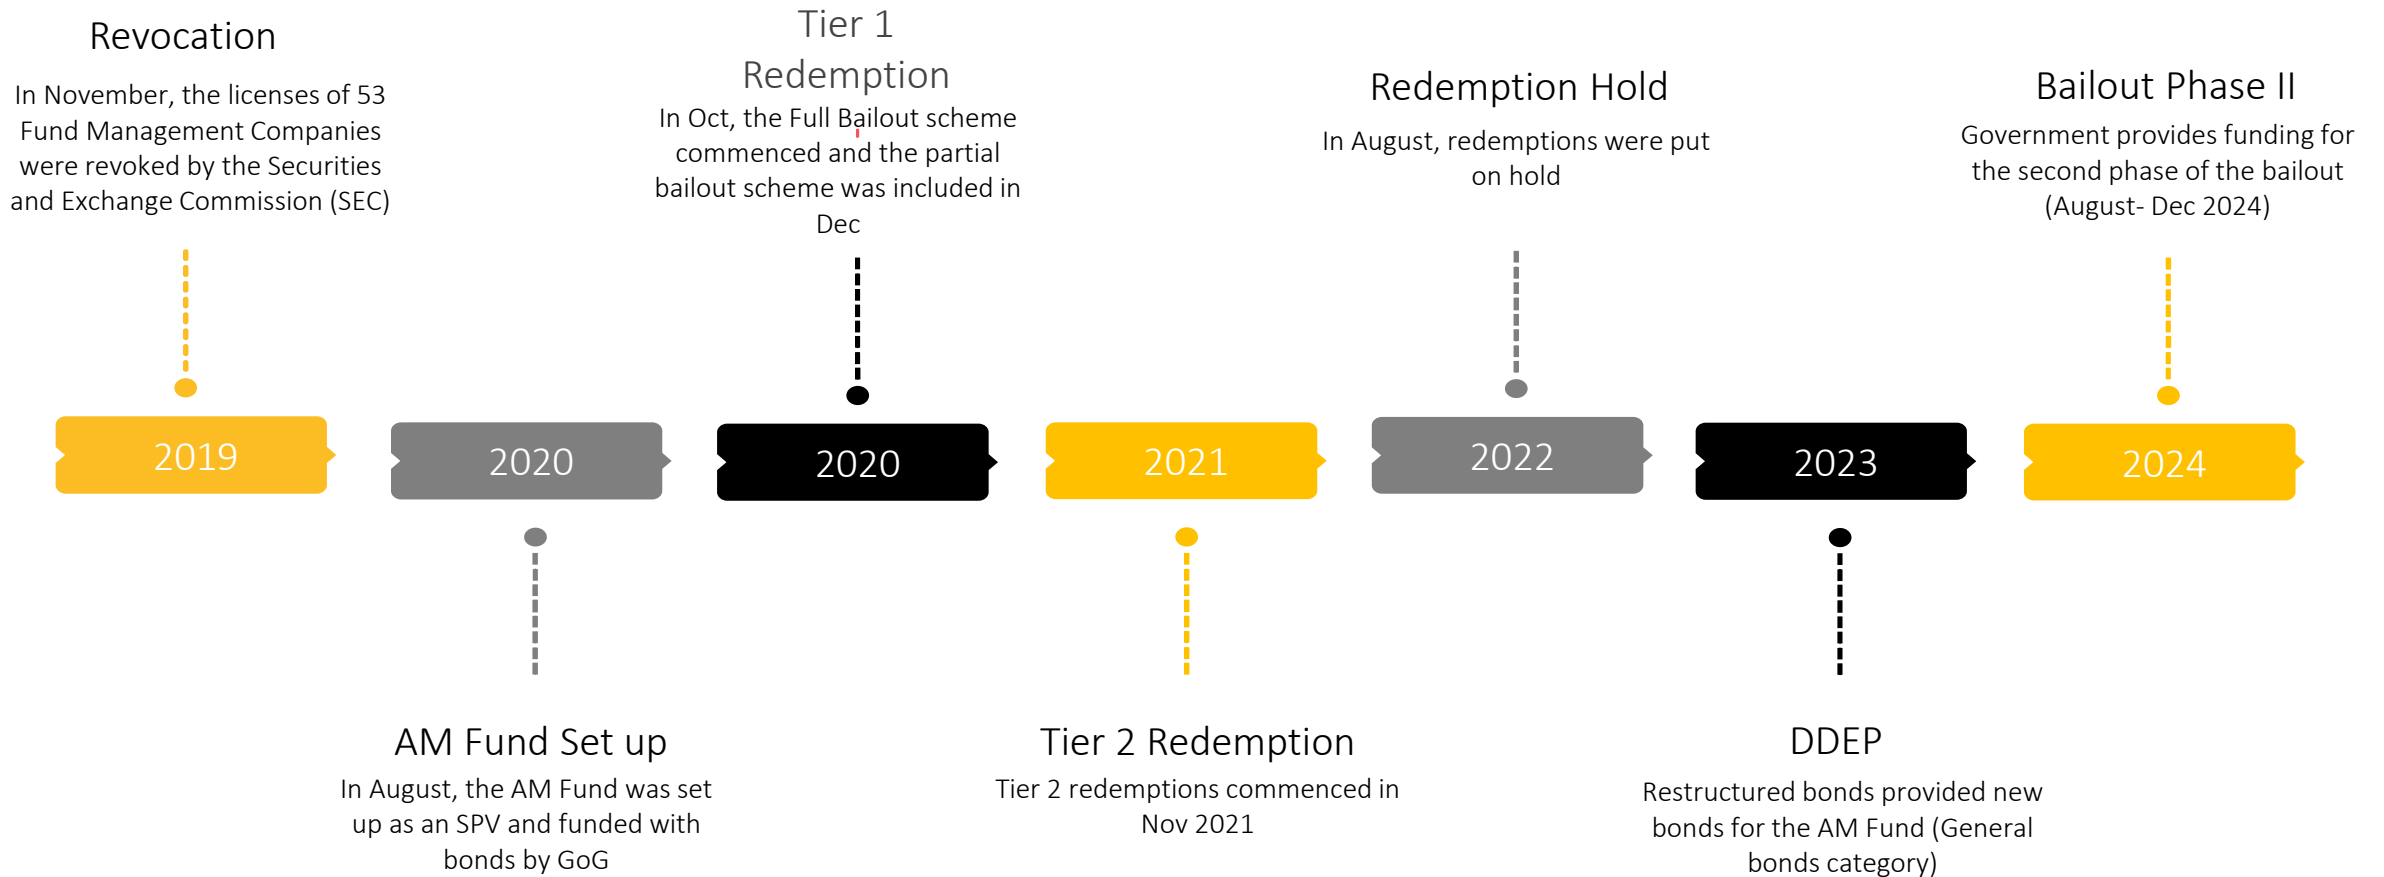 Revocation
In November, the licenses of 53
Fund Management Companies
were revoked by the Securities
and Exchange Commission (SEC)
Tier 1
Redemption
In Oct, the Full Bailout scheme
commenced and the partial
bailout scheme was included in
Dec
Redemption Hold
In August, redemptions were put
on hold
Bailout Phase II
Government provides funding for
the second phase of the bailout
(August- Dec 2024)
2019
2020
2020
2021
2022
2023
2024
AM Fund Set up
In August, the AM Fund was set
up as an SPV and funded with
bonds by GoG
Tier 2 Redemption
Tier 2 redemptions commenced in
Nov 2021
DDEP
Restructured bonds provided new
bonds for the AM Fund (General
bonds category)